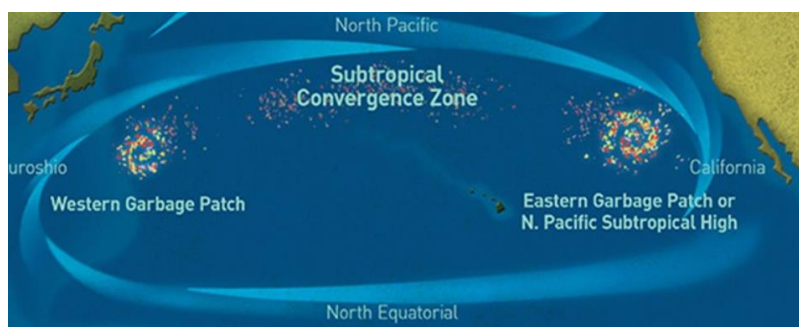 North Pacific
Subtropical
Convergence Zone
uroshio
California
Western Garbage Patch
Eastern Garbage Patch or
N. Pacific Subtropical High
North Equatorial